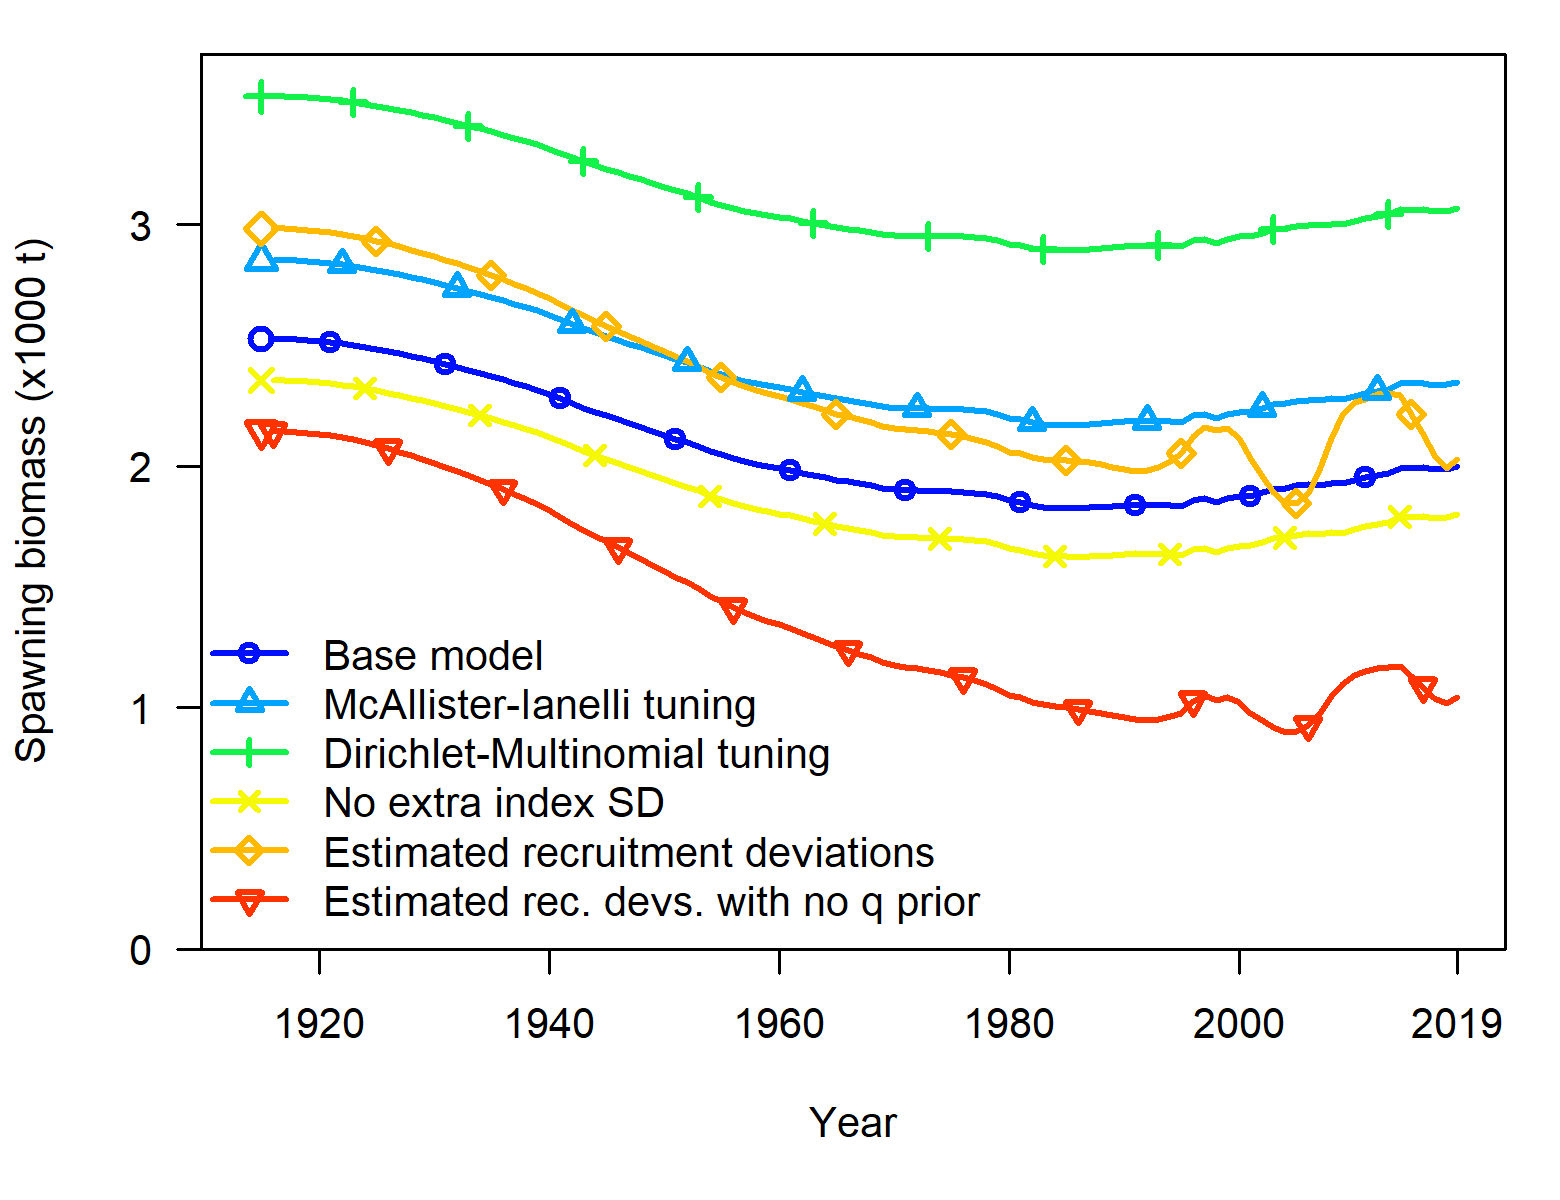 Spawning biomass (x1000 t)
3
2
1
0
Base model
McAllister-Ianelli tuning
Dirichlet-Multinomial tuning
No extra index SD
Estimated recruitment deviations
Estimated rec. devs. with no q prior
1920 1940 1960 1980 2000 2019
Year